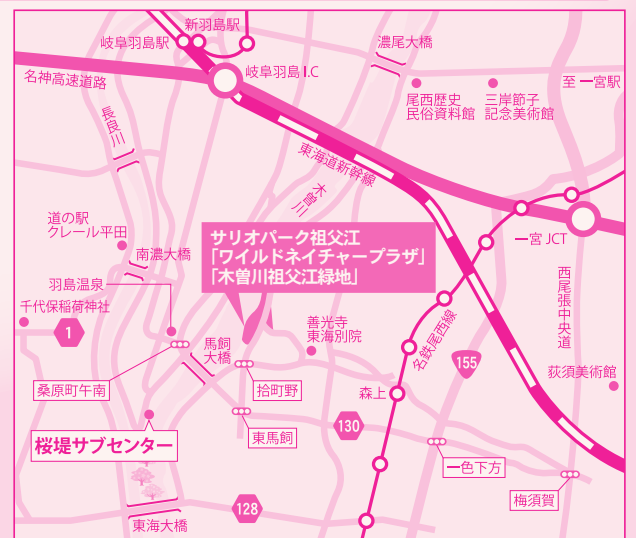 新羽島駅
岐阜羽島駅
濃尾大橋
岐阜羽島I.C
名神高速道路
至 一宮駅
尾西歴史
民俗資料館
三岸節子
記念美術館
長良川
東海道新幹線
木曽川
道の駅
クレール平田
サリオパーク祖父江
「ワイルドネイチャープラザ」
「木曽川祖父江緑地」
一宮 JCT
南濃大橋
羽島温泉
西尾張中央道
千代保稲荷神社
1
馬飼
大橋
善光寺
東海別院
名鉄尾西線
155
荻須美術館
桑原町午南
拾町野
森上
桜堤サブセンター
東馬飼
130
一色下方
梅須賀
128
東海大橋